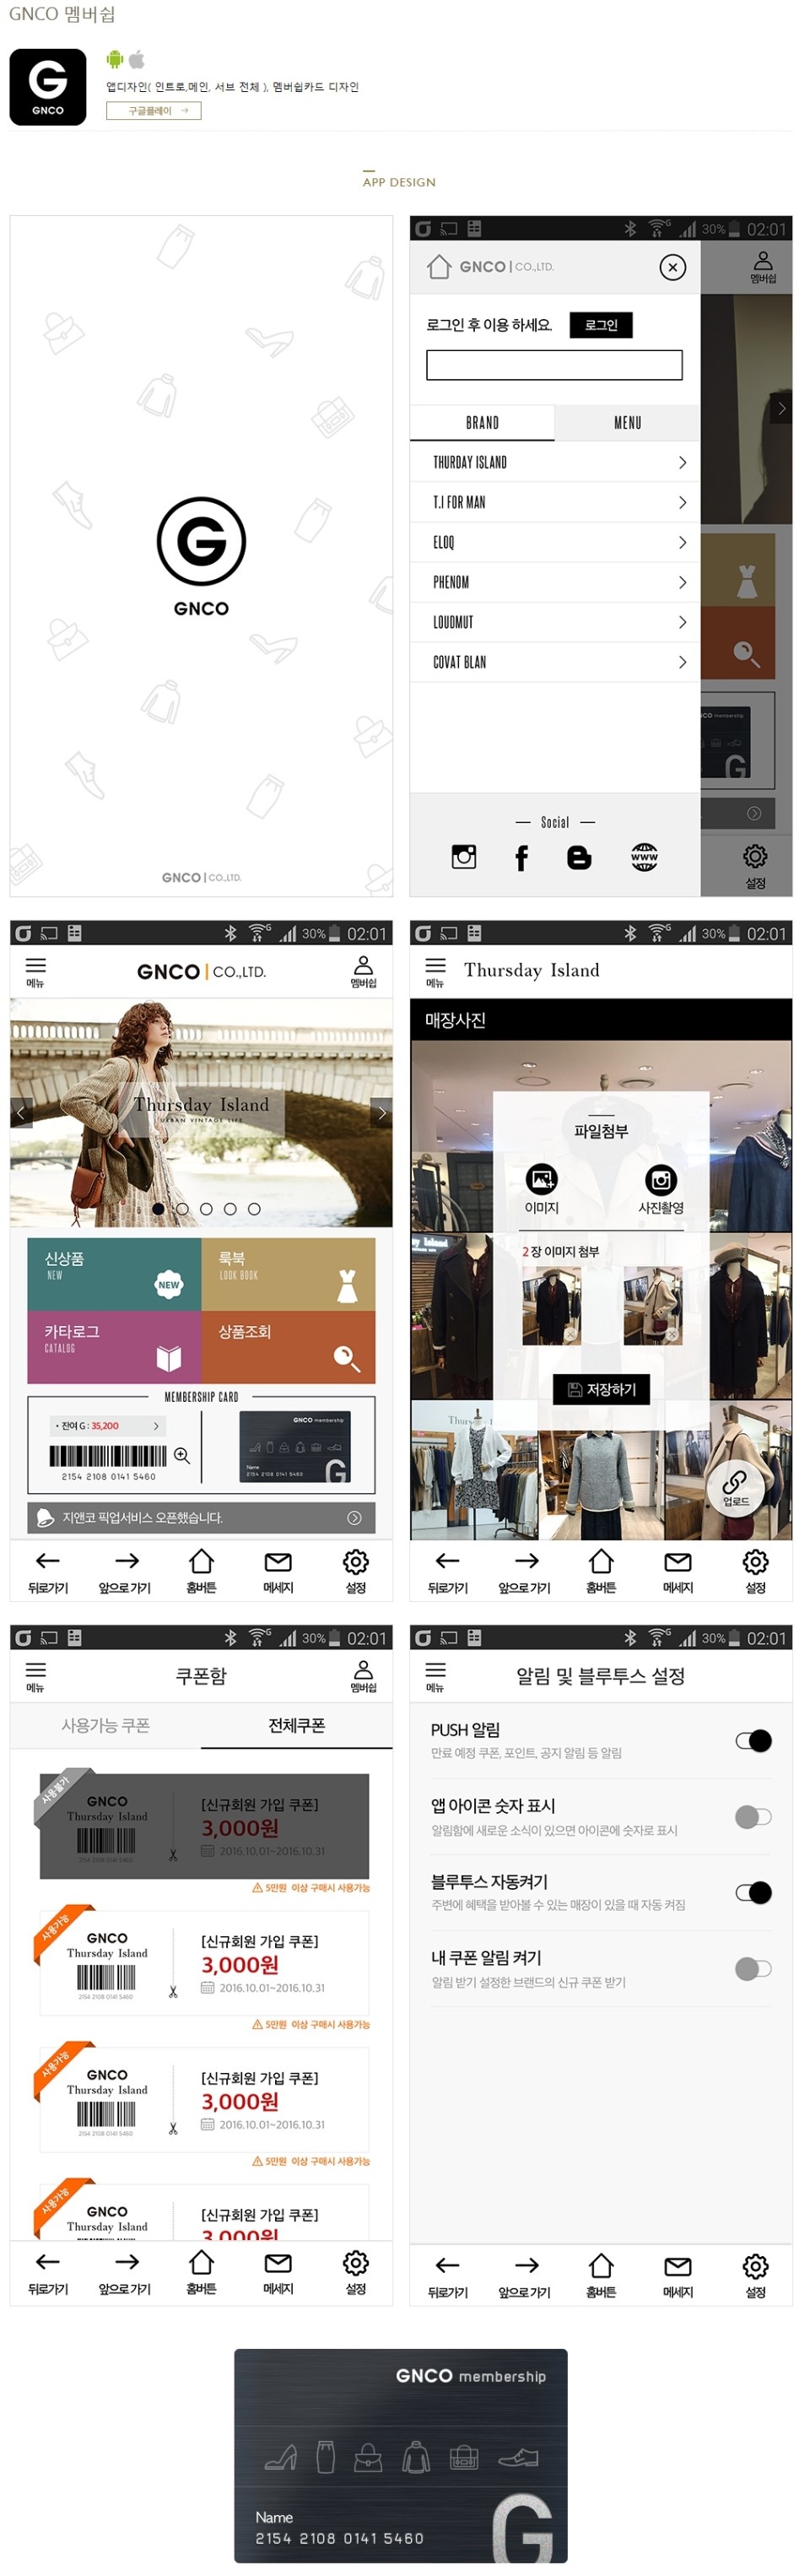 GNCO 멤버쉽
G
GNCO
앱디자인( 인트로,메인, 서브 전체 ), 멤버쉽카드 디자인
구글플레이 →
APP DESIGN
G
GNCO
GNCO | CO.,LTD.
30% 02:01
GNCO | CO.,LTD.
멤버쉽
로그인 후 이용 하세요.
로그인
BRAND
MENU
THURDAY ISLAND
T.I FOR MAN
ELOQ
PHENOM
LOUDMUT
COVAT BLAN
NCO membership
G
Social
f
B
WWW
설정
30% 02:01
메뉴
GNCO | CO.,LTD.
멤버쉽
Thursday Island
URBAN VINTAGE LIFE
신상품
NEW
NEW
룩북
LOOK BOOK
카타로그
CATALOG
상품조회
MEMBERSHIP CARD
• 잔여 G : 35,200
2154 2108 0141 5460
GNCO membership
Name
2154 2108 0141 5460
G
지앤코 픽업서비스 오픈했습니다.
뒤로가기
앞으로 가기
홈버튼
메세지
설정
30% 02:01
메뉴
Thursday Island
매장사진
파일첨부
이미지
사진촬영
2 장 이미지 첨부
저장하기
업로드
뒤로가기
앞으로 가기
홈버튼
메세지
설정
30% 02:01
메뉴
쿠폰함
멤버쉽
사용가능 쿠폰
전체쿠폰
사용불가
GNCO
Thursday Island
2154 2108 0141 5460
[신규회원 가입 쿠폰]
3,000원
2016.10.01~2016.10.31
5만원 이상 구매시 사용가능
사용가능
GNCO
Thursday Island
2154 2108 0141 5460
[신규회원 가입 쿠폰]
3,000원
2016.10.01~2016.10.31
5만원 이상 구매시 사용가능
사용가능
GNCO
Thursday Island
2154 2108 0141 5460
[신규회원 가입 쿠폰]
3,000원
2016.10.01~2016.10.31
5만원 이상 구매시 사용가능
사용가능
GNCO
Thursday Island
[신규회원 가입 쿠폰]
3,000원
뒤로가기
앞으로 가기
홈버튼
메세지
설정
30% 02:01
메뉴
알림 및 블루투스 설정
PUSH 알림
만료 예정 쿠폰, 포인트, 공지 알림 등 알림
앱 아이콘 숫자 표시
알림함에 새로운 소식이 있으면 아이콘에 숫자로 표시
블루투스 자동켜기
주변에 혜택을 받아볼 수 있는 매장이 있을 때 자동 켜짐
내 쿠폰 알림 켜기
알림 받기 설정한 브랜드의 신규 쿠폰 받기
뒤로가기
앞으로 가기
홈버튼
메세지
설정
GNCO membership
Name
2154 2108 0141 5460
G